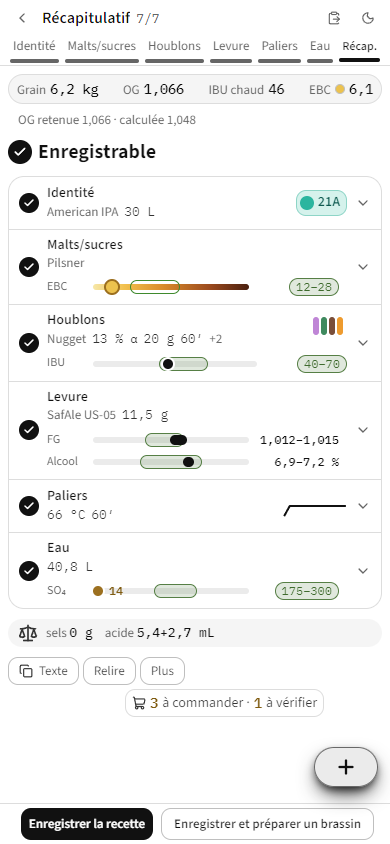 Récapitulatif 7/7
Identité Malts/sucres Houblons Levure Paliers Eau Récap.
Grain 6,2 kg OG 1,066 IBU chaud 46 EBC 6,1
OG retenue 1,066 · calculée 1,048
Enregistrable
Identité
American IPA 30 L 21A
Malts/sucres
Pilsner
EBC 12–28
Houblons
Nugget 13 % α 20 g 60′ +2
IBU 40–70
Levure
SafAle US-05 11,5 g
FG 1,012–1,015
Alcool 6,9–7,2 %
Paliers
66 °C 60′
Eau
40,8 L
SO₄ 14 175–300
sels 0 g acide 5,4+2,7 mL
Texte Relire Plus
3 à commander · 1 à vérifier
+
Enregistrer la recette Enregistrer et préparer un brassin